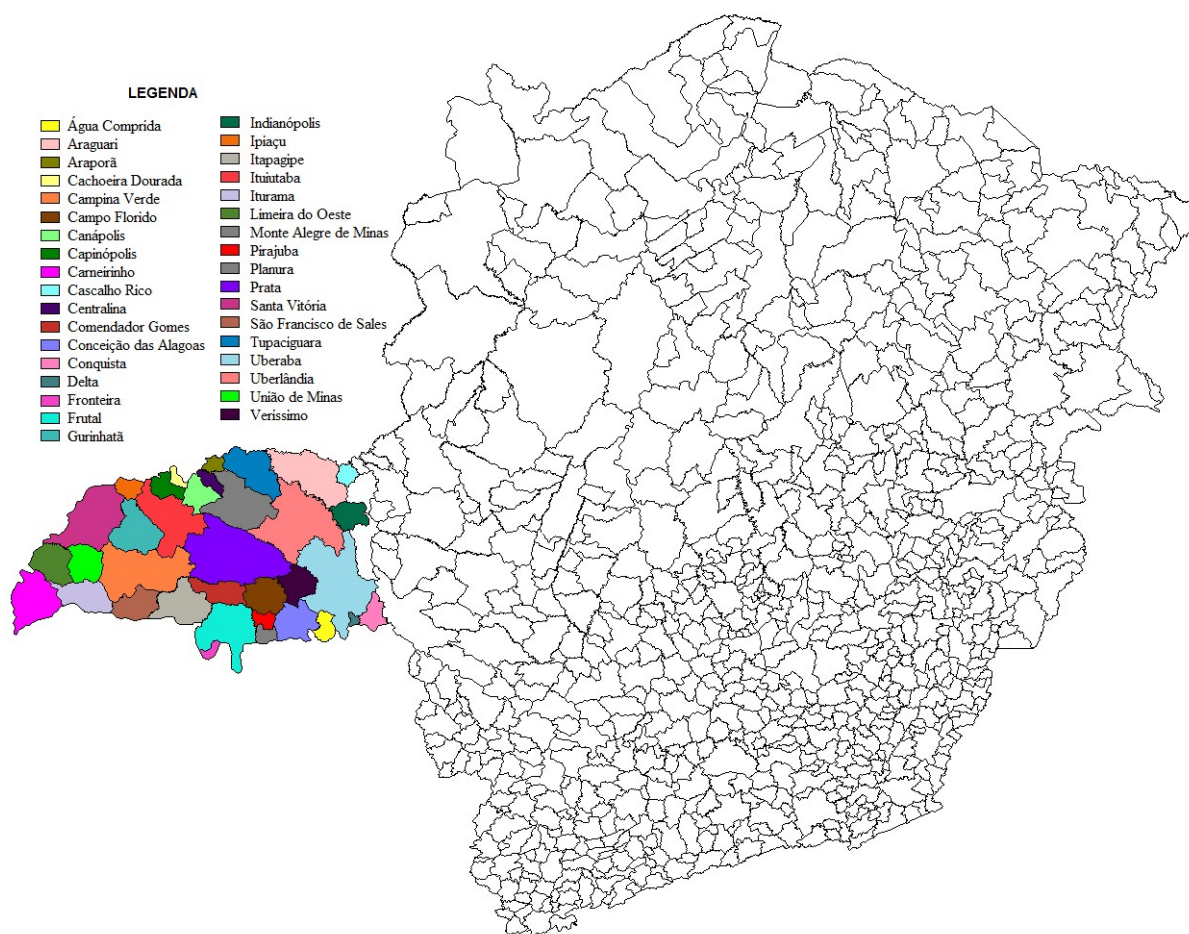 LEGENDA
Água Comprida
Araguari
Araporã
Cachoeira Dourada
Campina Verde
Campo Florido
Canápolis
Capinópolis
Carneirinho
Cascalho Rico
Centralina
Comendador Gomes
Conceição das Alagoas
Conquista
Delta
Fronteira
Frutal
Gurinhatã
Indianópolis
Ipiaçu
Itapagipe
Ituiutaba
Iturama
Limeira do Oeste
Monte Alegre de Minas
Pirajuba
Planura
Prata
Santa Vitória
São Francisco de Sales
Tupaciguara
Uberaba
Uberlândia
União de Minas
Verissimo